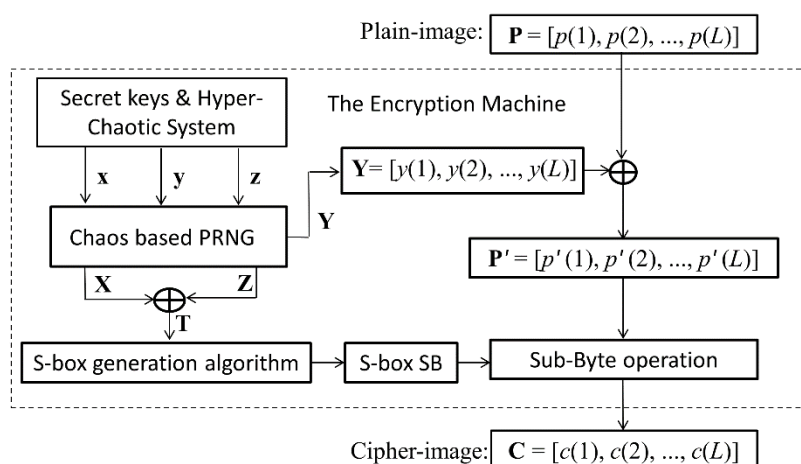 Plain-image:
P = [p(1), p(2), ..., p(L)]
Secret keys & Hyper-
Chaotic System
The Encryption Machine
x
y
z
Y= [y(1), y(2), ..., y(L)]
Y
Chaos based PRNG
P' = [p' (1), p' (2), ..., p' (L)]
X
Z
T
S-box generation algorithm
S-box SB
Sub-Byte operation
Cipher-image:
C = [c(1), c(2), ..., c(L)]